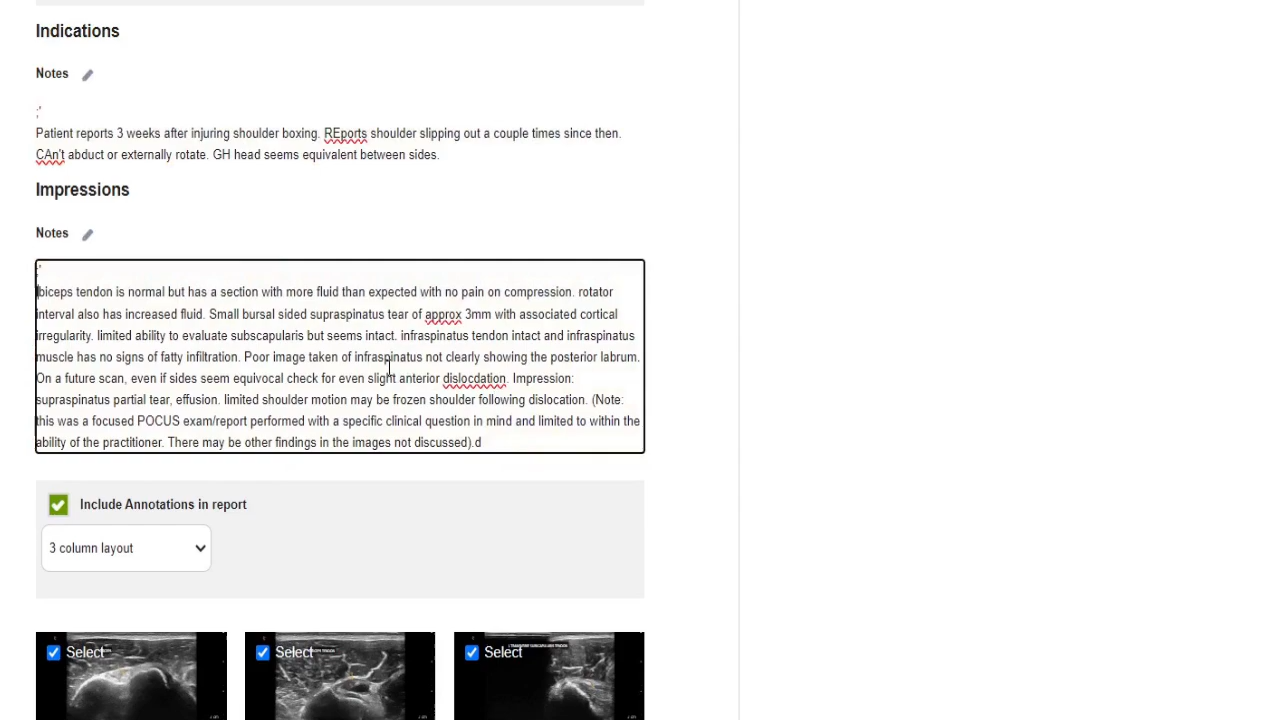 Indications
Notes
;'
Patient reports 3 weeks after injuring shoulder boxing. REports shoulder slipping out a couple times since then.
CAn't abduct or externally rotate. GH head seems equivalent between sides.
Impressions
Notes
;'
biceps tendon is normal but has a section with more fluid than expected with no pain on compression. rotator
interval also has increased fluid. Small bursal sided supraspinatus tear of approx 3mm with associated cortical
irregularity. limited ability to evaluate subscapularis but seems intact. infraspinatus tendon intact and infraspinatus
muscle has no signs of fatty infiltration. Poor image taken of infraspinatus not clearly showing the posterior labrum.
On a future scan, even if sides seem equivocal check for even slight anterior dislocdation. Impression:
supraspinatus partial tear, effusion. limited shoulder motion may be frozen shoulder following dislocation. (Note:
this was a focused POCUS exam/report performed with a specific clinical question in mind and limited to within the
ability of the practitioner. There may be other findings in the images not discussed).d
Include Annotations in report
3 column layout
Select
Select
Select